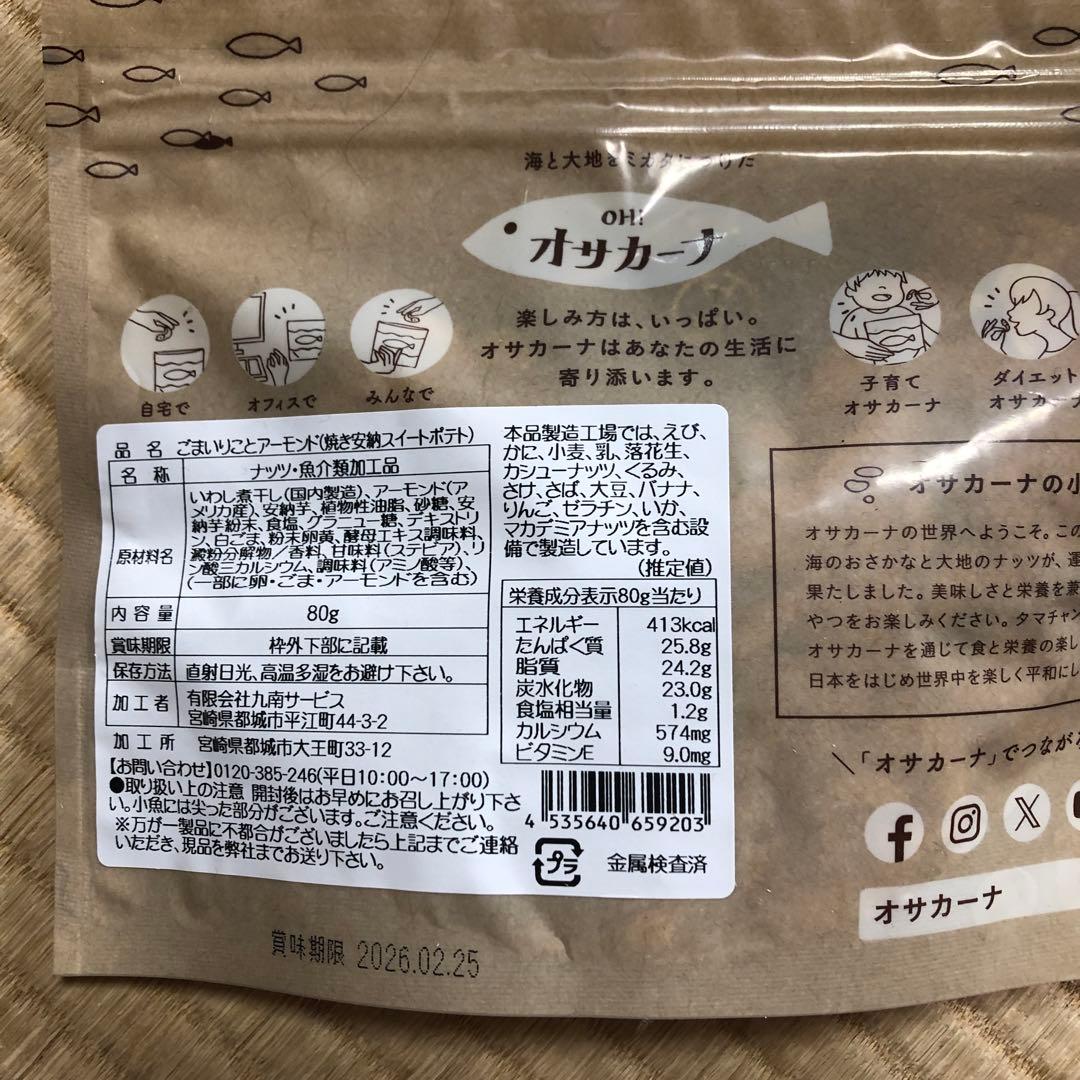 海と大地をミカタにつけた
OH!
オサカーナ
楽しみ方は、いっぱい。
オサカーナはあなたの生活に
寄り添います。
自宅で
オフィスで
みんなで
子育て
オサカーナ
ダイエット
オサカーナ
品名 ごまいりことアーモンド(焼き安納スイートポテト)
名称 ナッツ・魚介類加工品
原材料名
いわし煮干し(国内製造)、アーモンド(ア
メリカ産)、安納芋、植物性油脂、砂糖、安
納芋粉末、食塩、グラニュー糖、デキストリ
ン、白ごま、粉末卵黄、酵母エキス調味料、
澱粉分解物/香料、甘味料(ステビア)、リ
ン酸三カルシウム、調味料(アミノ酸等)、
(一部に卵・ごま・アーモンドを含む)
内容量 80g
賞味期限 枠外下部に記載
保存方法 直射日光、高温多湿をお避け下さい。
加工者 有限会社九南サービス
宮崎県都城市平江町44-3-2
加工所 宮崎県都城市大王町33-12
【お問い合わせ】0120-385-246(平日10:00〜17:00)
●取り扱い上の注意 開封後はお早めにお召し上がり下さ
い。小魚には尖った部分がございます。ご注意ください。
※万が一製品に不都合がございましたら上記までご連絡
いただき、現品を弊社までお送り下さい。
本品製造工場では、えび、
かに、小麦、乳、落花生、
カシューナッツ、くるみ、
さけ、さば、大豆、バナナ、
りんご、ゼラチン、いか、
マカデミアナッツを含む設
備で製造しています。
(推定値)
栄養成分表示80g当たり
エネルギー 413kcal
たんぱく質 25.8g
脂質 24.2g
炭水化物 23.0g
食塩相当量 1.2g
カルシウム 574mg
ビタミンE 9.0mg
4 535640 659203
プラ
金属検査済
オサカーナの小
オサカーナの世界へようこそ。この
海のおさかなと大地のナッツが、運
果たしました。美味しさと栄養を兼
やつをお楽しみください。タマチャン
オサカーナを通じて食と栄養の楽し
日本をはじめ世界中を楽しく平和にし
「オサカーナ」でつながる
オサカーナ
賞味期限 2026.02.25